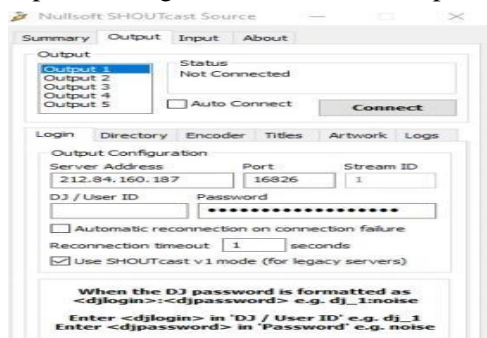 Nullsoft SHOUTcast Source
Summary Output Input About
Output
Output 1
Output 2
Output 3
Output 4
Output 5
Status
Not Connected
Auto Connect
Connect
Login Directory Encoder Titles Artwork Logs
Output Configuration
Server Address Port Stream ID
212.84.160.187 16826 1
DJ / User ID Password
••••••••••••••••••
Automatic reconnection on connection failure
Reconnection timeout 1 seconds
Use SHOUTcast v1 mode (for legacy servers)
When the DJ password is formatted as
<djlogin>:<djpassword> e.g. dj_1:noise
Enter <djlogin> in 'DJ / User ID' e.g. dj_1
Enter <djpassword> in 'Password' e.g. noise